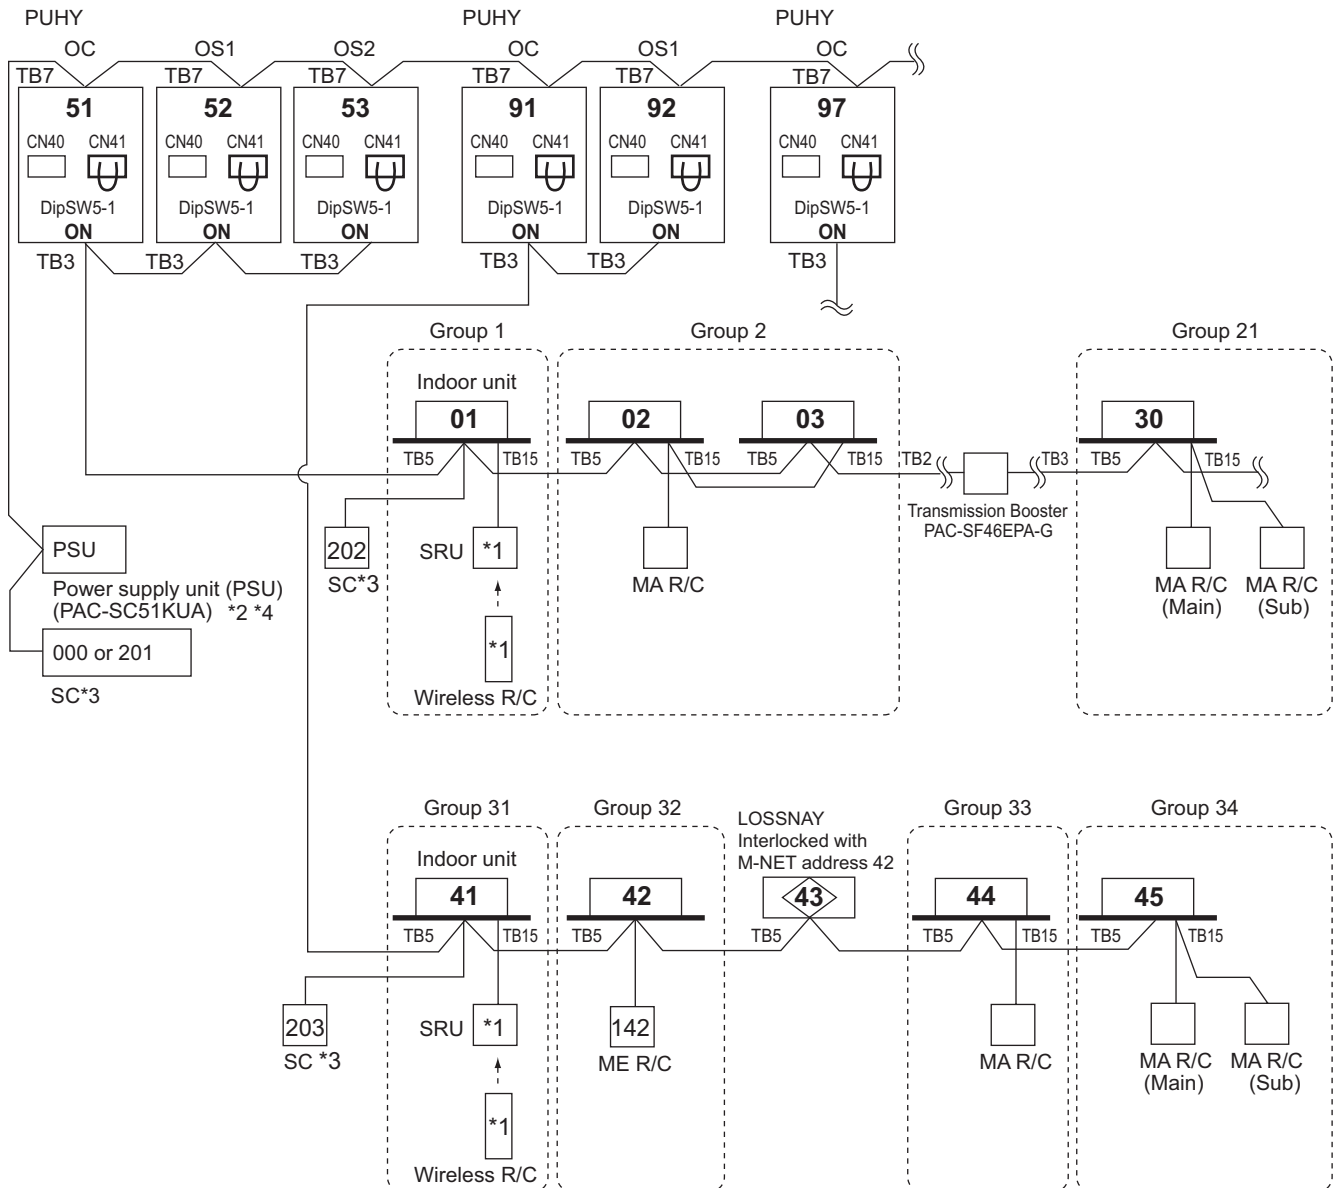 PUHY PUHY PUHY
OC OS1 OS2 OC OS1 OC
TB7 TB7 TB7 TB7 TB7 TB7
51 52 53 91 92 97
CN40 CN41 CN40 CN41 CN40 CN41 CN40 CN41 CN40 CN41 CN40 CN41
DipSW5-1 DipSW5-1 DipSW5-1 DipSW5-1 DipSW5-1 DipSW5-1
ON ON ON ON ON ON
TB3 TB3 TB3 TB3 TB3 TB3
Group 1 Group 2 Group 21
Indoor unit
01 02 03 30
TB5 TB15 TB5 TB15 TB5 TB15 TB2 TB3 TB5 TB15
Transmission Booster
PAC-SF46EPA-G
PSU
Power supply unit (PSU)
(PAC-SC51KUA) *2 *4
000 or 201
SC*3
202
SC*3
SRU *1
*1
Wireless R/C
MA R/C
MA R/C
(Main)
MA R/C
(Sub)
Group 31 Group 32 Group 33 Group 34
LOSSNAY
Interlocked with
M-NET address 42
Indoor unit
41 42 43 44 45
TB5 TB15 TB5 TB5 TB5 TB15 TB5 TB15
203
SC *3
SRU *1
*1
Wireless R/C
142
ME R/C
MA R/C
MA R/C
(Main)
MA R/C
(Sub)